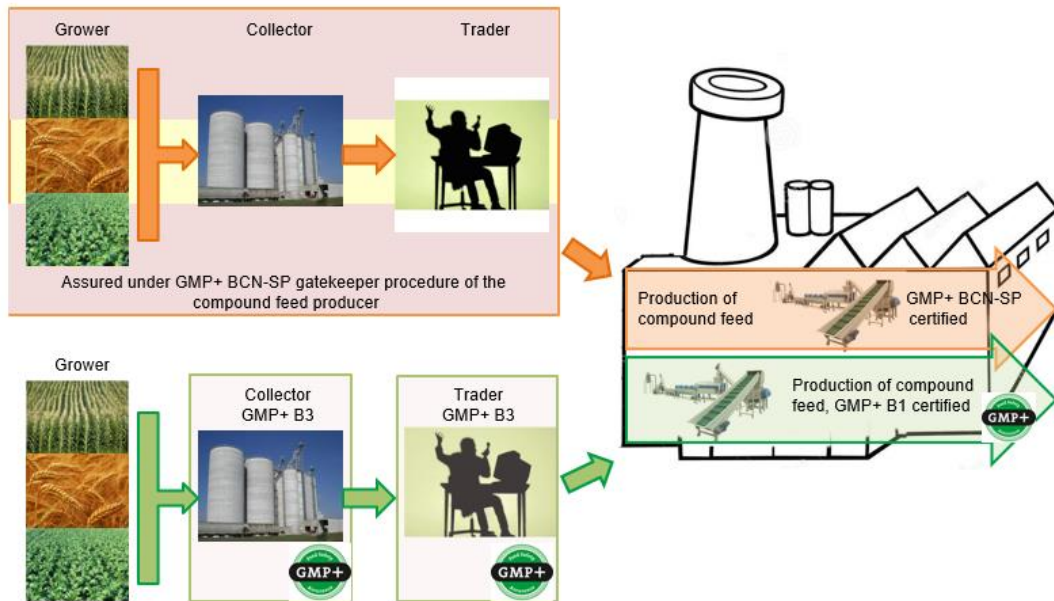 Grower
Collector
Trader
Assured under GMP+ BCN-SP gatekeeper procedure of the
compound feed producer
Production of
compound feed
GMP+ BCN-SP
certified
Production of compound
feed, GMP+ B1 certified
GMP+
Grower
Collector
GMP+ B3
Trader
GMP+ B3
GMP+
GMP+